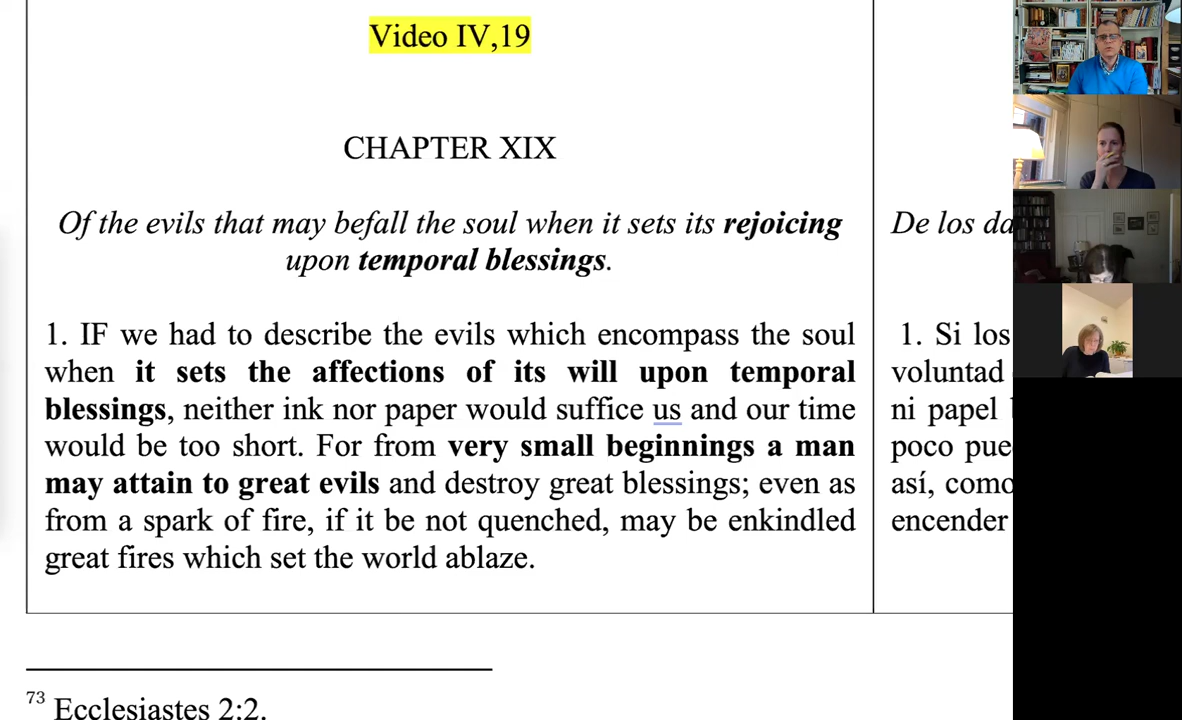 Video IV,19
CHAPTER XIX
Of the evils that may befall the soul when it sets its rejoicing
upon temporal blessings.
1. IF we had to describe the evils which encompass the soul
when it sets the affections of its will upon temporal
blessings, neither ink nor paper would suffice us and our time
would be too short. For from very small beginnings a man
may attain to great evils and destroy great blessings; even as
from a spark of fire, if it be not quenched, may be enkindled
great fires which set the world ablaze.
73 Ecclesiastes 2:2.
De los
1. Si los
voluntad
ni papel
poco
así,
encender